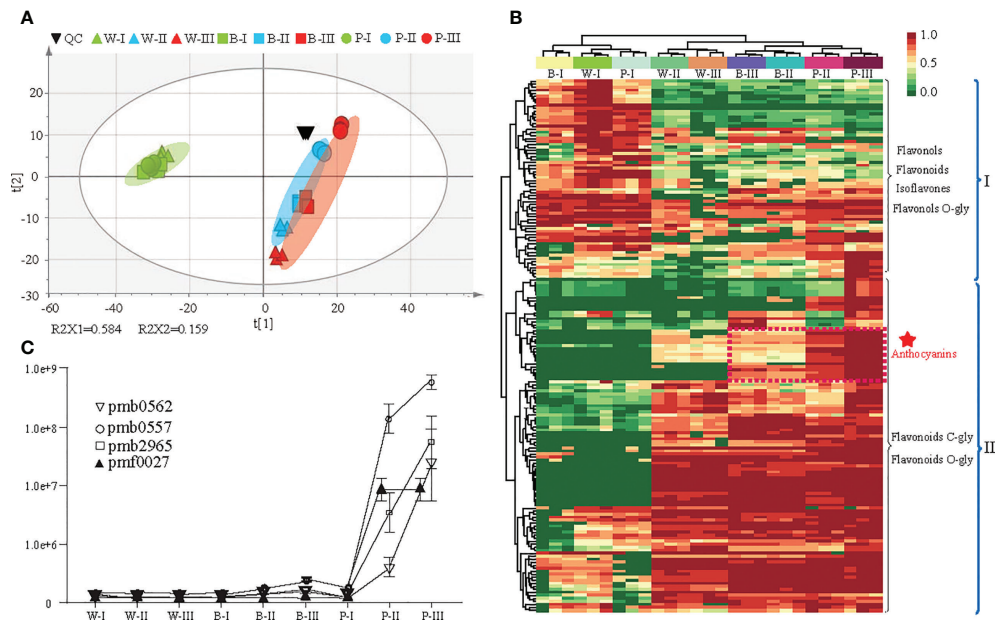 A
QC W-I W-II W-III B-I B-II B-III P-I P-II P-III
t[2]
20
10
0
-10
-20
-30
-60 -40 -20 0 20 40
t[1]
R2X1=0.584 R2X2=0.159
B
B-I W-I P-I W-II W-III B-III B-II P-II P-III
1.0
0.5
0.0
Flavonols
Flavonoids
Isoflavones
Flavonols O-gly
I
Anthocyanins
Flavonoids C-gly
Flavonoids O-gly
II
C
1.0e+9
1.0e+8
1.0e+7
1.0e+6
0
pmb0562
pmb0557
pmb2965
pmf0027
W-I W-II W-III B-I B-II B-III P-I P-II P-III